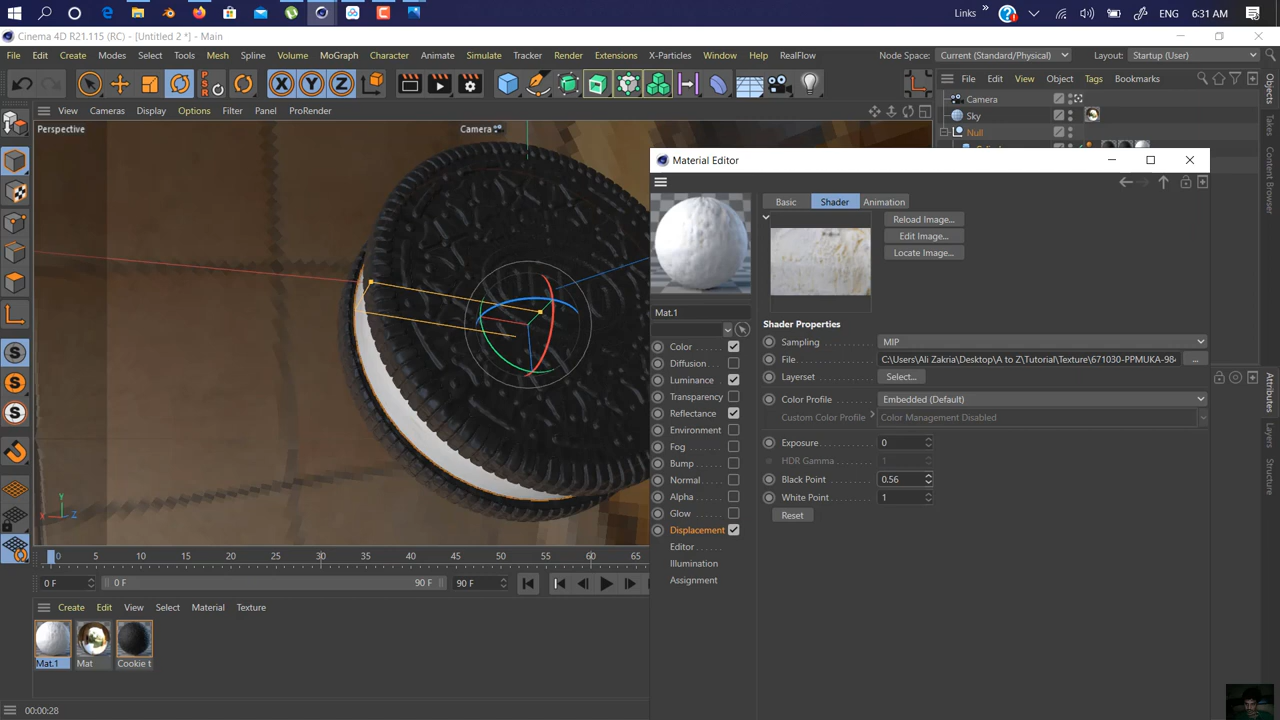 Links » ENG 6:31 AM
Cinema 4D R21.115 (RC) - [Untitled 2 *] - Main
File Edit Create Modes Select Tools Mesh Spline Volume MoGraph Character Animate Simulate Tracker Render Extensions X-Particles Window Help RealFlow Node Space: Current (Standard/Physical) Layout: Startup (User)
PSR X Y Z File Edit View Object Tags Bookmarks
View Cameras Display Options Filter Panel ProRender
Perspective Camera
Camera
Sky
Null
Objects
Takes
Content Browser
Attributes
Layers
Structure
Material Editor
Basic Shader Animation
Reload Image...
Edit Image...
Locate Image...
Mat.1
Shader Properties
Color
Diffusion
Luminance
Transparency
Reflectance
Environment
Fog
Bump
Normal
Alpha
Glow
Displacement
Editor
Illumination
Assignment
Sampling MIP
File C:\Users\Ali Zakria\Desktop\A to Z\Tutorial\Texture\671030-PPMUKA-984 ...
Layerset Select...
Color Profile Embedded (Default)
Custom Color Profile Color Management Disabled
Exposure 0
HDR Gamma 1
Black Point 0.56
White Point 1
Reset
S
S
S
Y
X Z
0 5 10 15 20 25 30 35 40 45 50 55 60 65
0 F 0 F 90 F 90 F
Create Edit View Select Material Texture
Mat.1 Mat Cookie t
00:00:28